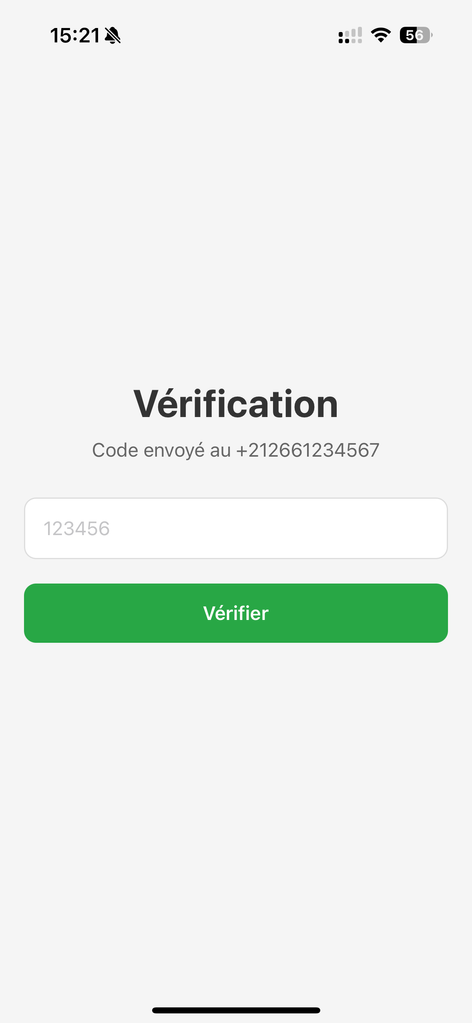 15:21
56
Vérification
Code envoyé au +212661234567
123456
Vérifier